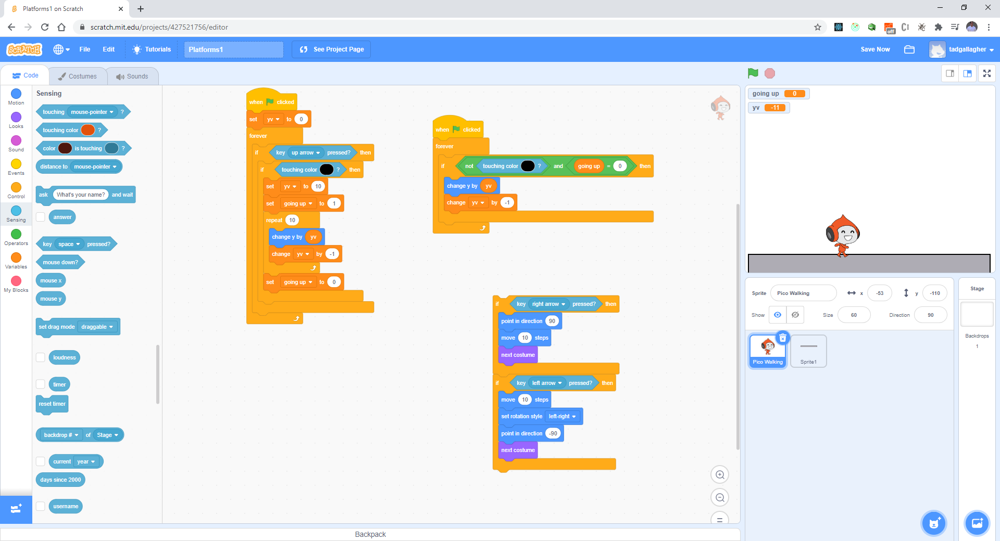 Platforms1 on Scratch
scratch.mit.edu/projects/427521756/editor
off
SCRATCH
File
Edit
Tutorials
Platforms1
See Project Page
Save Now
tadgallagher
Code
Costumes
Sounds
Motion
Looks
Sound
Events
Control
Sensing
Operators
Variables
My Blocks
Sensing
touching mouse-pointer ?
touching color ?
color is touching ?
distance to mouse-pointer
ask What's your name? and wait
answer
key space pressed?
mouse down?
mouse x
mouse y
set drag mode draggable
loudness
timer
reset timer
backdrop # of Stage
current year
days since 2000
username
when clicked
set yv to 0
forever
if key up arrow pressed? then
if touching color ? then
set yv to 10
set going up to 1
repeat 10
change y by yv
change yv by -1
set going up to 0
when clicked
forever
if not touching color ? and going up = 0 then
change y by yv
change yv by -1
if key right arrow pressed? then
point in direction 90
move 10 steps
next costume
if key left arrow pressed? then
move 10 steps
set rotation style left-right
point in direction -90
next costume
going up 0
yv -11
Sprite Pico Walking x -53 y -110
Show Size 60 Direction 90
Pico Walking
Sprite1
Stage
Backdrops
1
Backpack